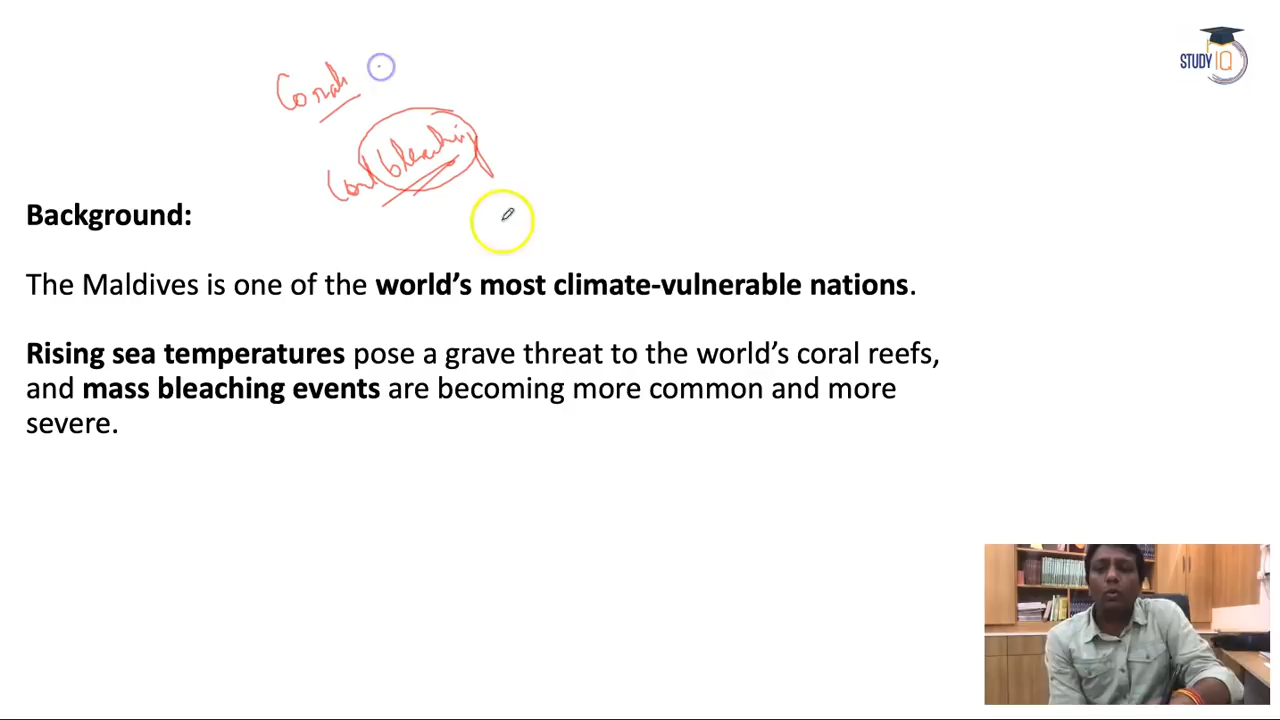 STUDY IQ
Corals
Coral bleaching
Background:
The Maldives is one of the world's most climate-vulnerable nations.
Rising sea temperatures pose a grave threat to the world's coral reefs,
and mass bleaching events are becoming more common and more
severe.